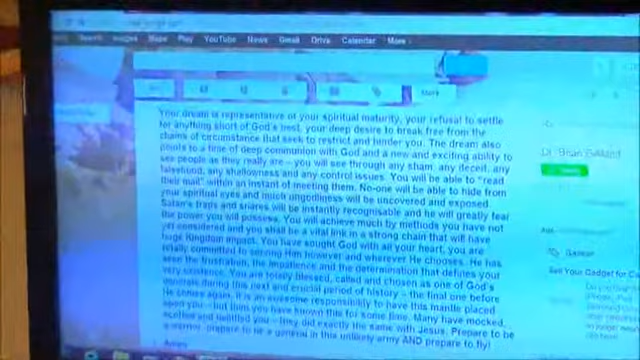 Search Images Maps Play YouTube News Gmail Drive Calendar More
More
Your dream is representative of your spiritual maturity, your refusal to settle
for anything short of God's best, your deep desire to break free from the
chains of circumstance that seek to restrict and hinder you. The dream also
points to a time of deep communion with God and a new and exciting ability to
see people as they really are - you will see through any sham, any deceit, any
falsehood, any shallowness and any control issues. You will be able to "read
their mail" within an instant of meeting them. No-one will be able to hide from
your spiritual eyes and much ungodliness will be uncovered and exposed.
Satan's traps and snares will be instantly recognisable and he will greatly fear
the power you will possess. You will achieve much by methods you have not
yet considered and you shall be a vital link in a strong chain that will have
huge Kingdom impact. You have sought God with all your heart, you are
totally committed to serving Him however and wherever He chooses. He has
seen the frustration, the impatience and the determination that defines your
very existence. You are totally blessed, called and chosen as one of God's
generals during this next and crucial period of history - the final one before
He comes again. It is an awesome responsibility to have this mantle placed
upon you - but then you have known this for some time. Many have mocked,
scoffed and belittled you - they did exactly the same with Jesus. Prepare to be
a warrior, prepare to be a general in this unlikely army AND prepare to fly!
Dr. Brian
See Your Gadget for